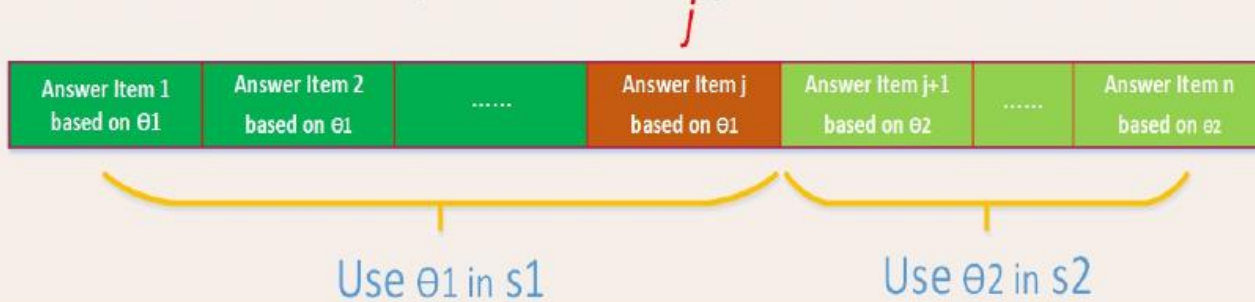 j
Answer Item 1
based on θ1
Answer Item 2
based on θ1
......
Answer Item j
based on θ1
Answer Item j+1
based on θ2
......
Answer Item n
based on θ2
Use θ1 in s1
Use θ2 in s2